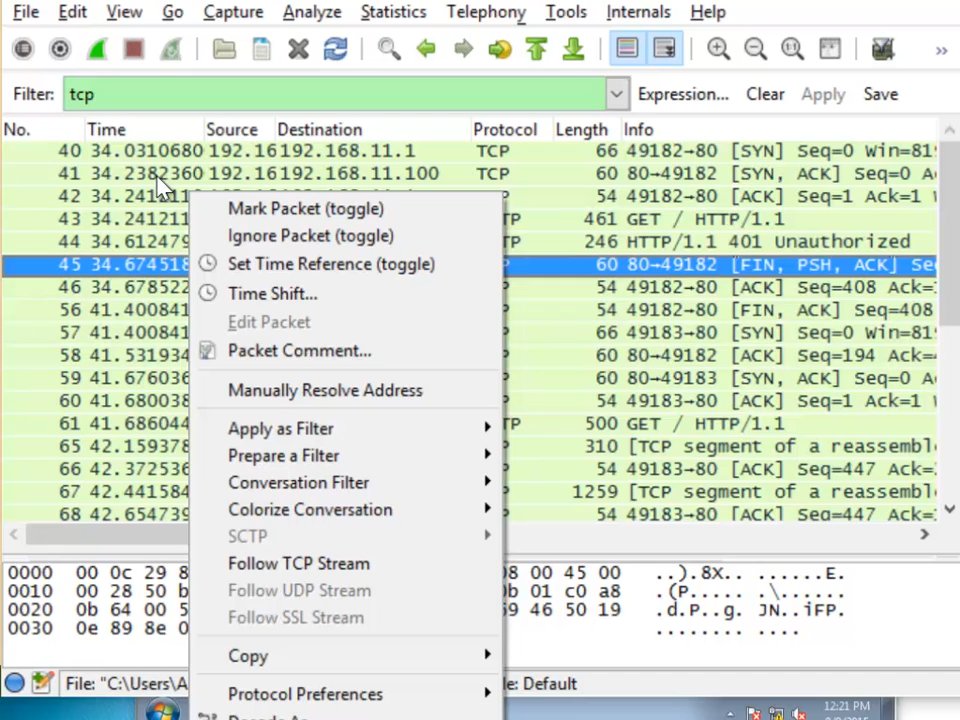 File Edit View Go Capture Analyze Statistics Telephony Tools Internals Help
Filter: tcp Expression... Clear Apply Save
No. Time Source Destination Protocol Length Info
40 34.0310680 192.16 192.168.11.1 TCP 66 49182→80 [SYN] Seq=0 Win=819
41 34.2382360 192.16 192.168.11.100 TCP 60 80→49182 [SYN, ACK] Seq=0 A
42 34.241211 54 49182→80 [ACK] Seq=1 Ack=1
43 34.241211 461 GET / HTTP/1.1
44 34.612479 246 HTTP/1.1 401 Unauthorized
45 34.674518 60 80→49182 [FIN, PSH, ACK] Se
46 34.678522 54 49182→80 [ACK] Seq=408 Ack=
56 41.400841 54 49182→80 [FIN, ACK] Seq=408
57 41.400841 66 49183→80 [SYN] Seq=0 Win=819
58 41.531934 60 80→49182 [ACK] Seq=194 Ack=
59 41.676036 60 80→49183 [SYN, ACK] Seq=0 A
60 41.680038 54 49183→80 [ACK] Seq=1 Ack=1
61 41.686044 500 GET / HTTP/1.1
65 42.159378 310 [TCP segment of a reassembl
66 42.372536 54 49183→80 [ACK] Seq=447 Ack=
67 42.441584 1259 [TCP segment of a reassembl
68 42.654739 54 49183→80 [ACK] Seq=447 Ack=
Mark Packet (toggle)
Ignore Packet (toggle)
Set Time Reference (toggle)
Time Shift...
Edit Packet
Packet Comment...
Manually Resolve Address
Apply as Filter
Prepare a Filter
Conversation Filter
Colorize Conversation
SCTP
Follow TCP Stream
Follow UDP Stream
Follow SSL Stream
Copy
Protocol Preferences
0000 00 0c 29 8 08 00 45 00 ..).8X.. ......E.
0010 00 28 50 b 0b 01 c0 a8 .(P..... .\......
0020 0b 64 00 5 69 46 50 19 .d.P..g. JN..iFP.
0030 0e 89 8e 0 ........ ....
File: "C:\Users\A le: Default
12:21 PM